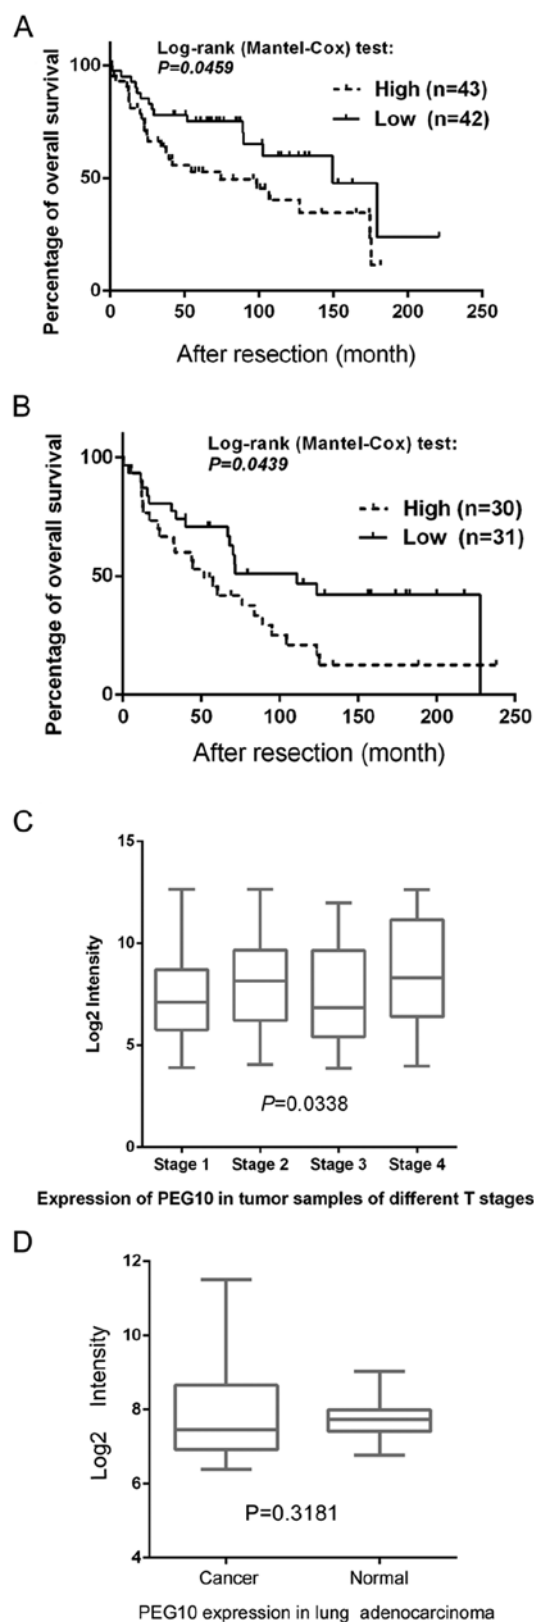 A
Log-rank (Mantel-Cox) test:
P=0.0459
High (n=43)
Low (n=42)
Percentage of overall survival
100
50
0
0 50 100 150 200 250
After resection (month)
B
Log-rank (Mantel-Cox) test:
P=0.0439
High (n=30)
Low (n=31)
Percentage of overall survival
100
50
0
0 50 100 150 200 250
After resection (month)
C
Log2 Intensity
15
10
5
0
P=0.0338
Stage 1 Stage 2 Stage 3 Stage 4
Expression of PEG10 in tumor samples of different T stages
D
Log2 Intensity
12
10
8
6
4
P=0.3181
Cancer Normal
PEG10 expression in lung adenocarcinoma